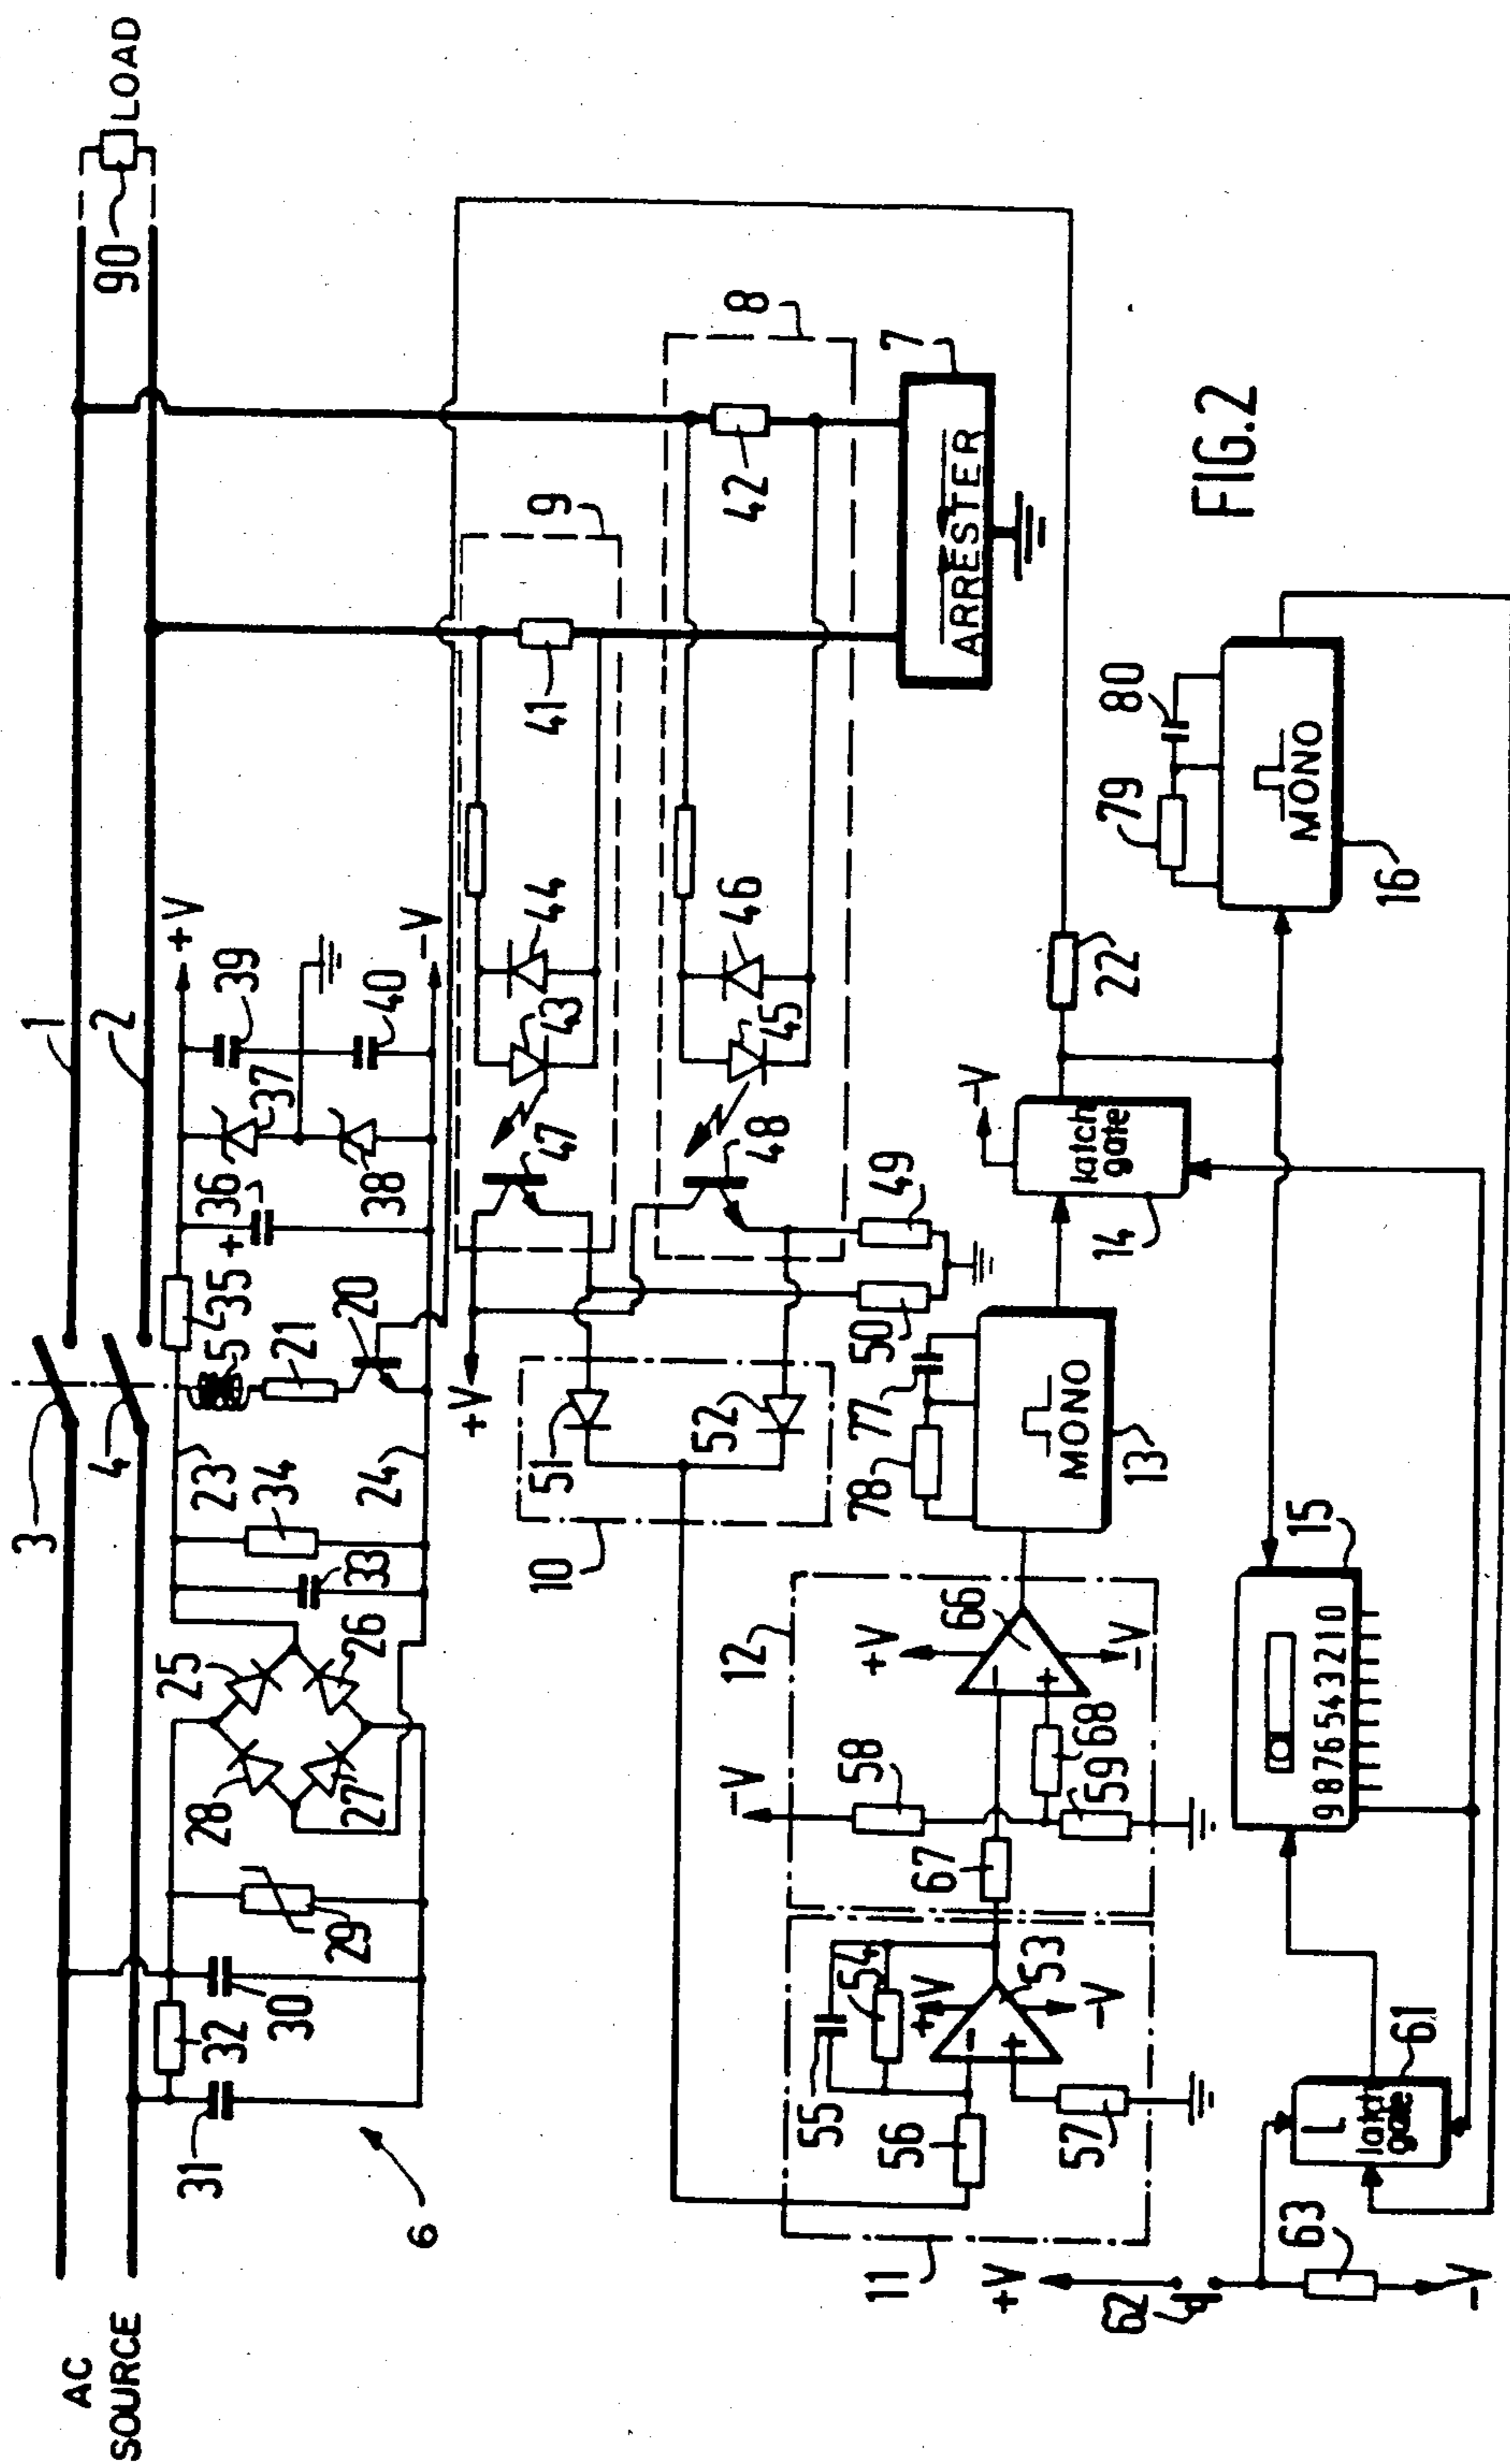 AC
SOURCE
LOAD
90
1
2
3
4
+V
-V
23
35
36
37
39
5
21
20
38
40
24
34
33
25
26
28
27
29
30
32
31
6
9
8
41
42
44
43
46
45
47
48
+V
51
52
10
50
49
7
ARRESTER
FIG.2
22
-V
latch
gate
14
80
79
MONO
16
78
77
MONO
13
12
66
+V
-V
-V
58
68
59
67
55
54
+V
53
-V
56
57
11
15
9 8 7 6 5 4 3 2 1 0
L
latch
gate
61
+V
62
63
-V